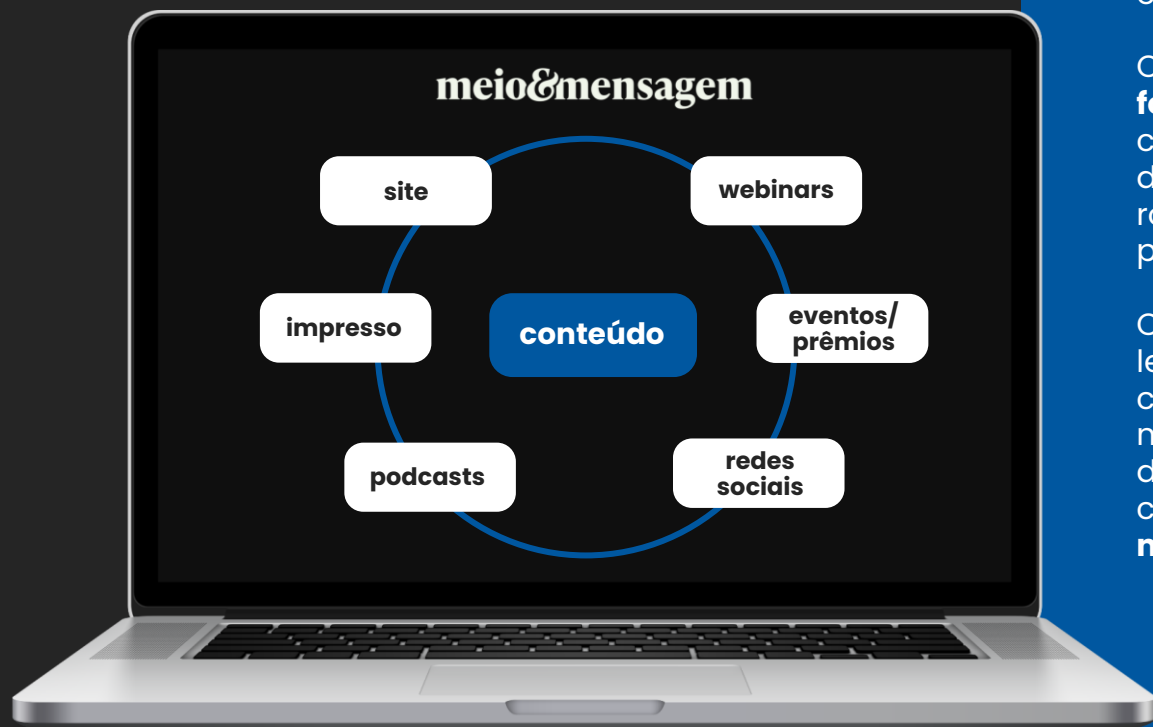 meio&mensagem
site
webinars
impresso
conteúdo
eventos/
prêmios
podcasts
redes
sociais